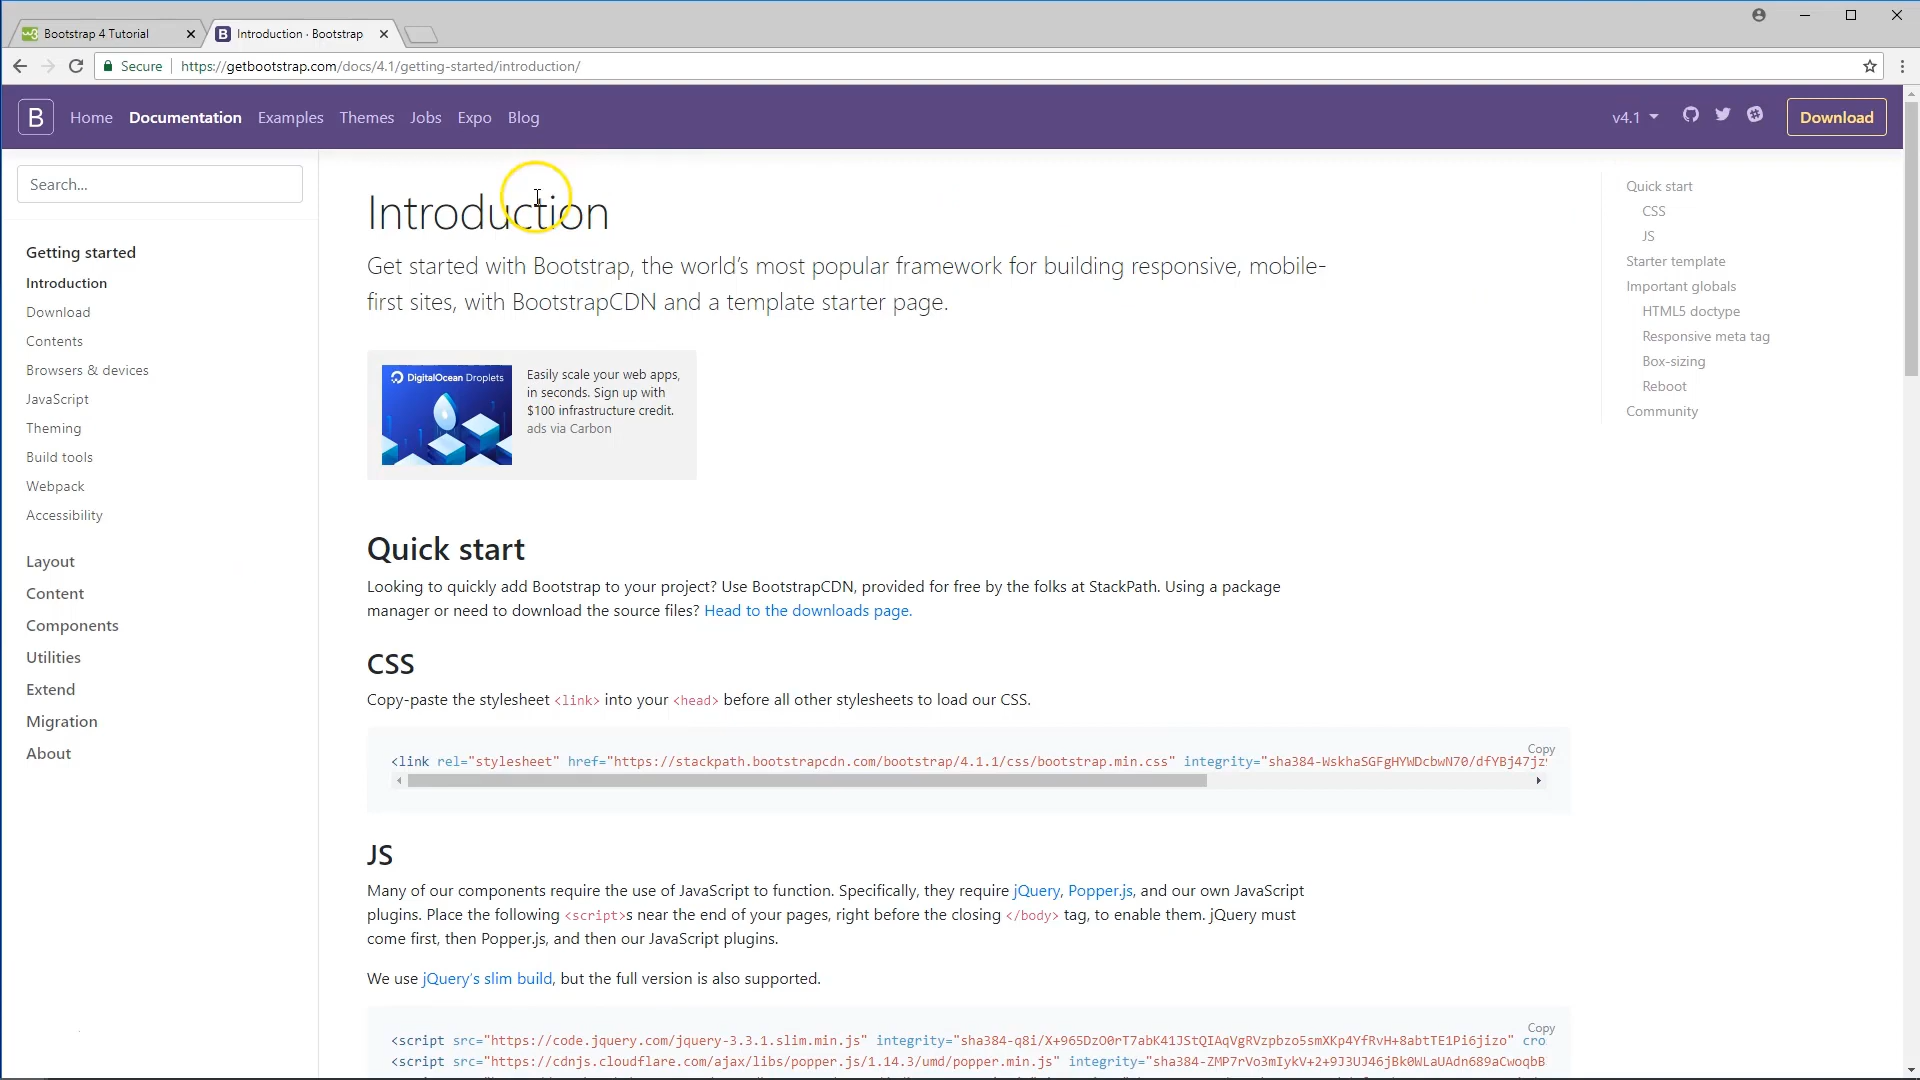 Bootstrap 4 Tutorial
Introduction · Bootstrap
Secure https://getbootstrap.com/docs/4.1/getting-started/introduction/
B Home Documentation Examples Themes Jobs Expo Blog v4.1 Download
Search...
Getting started
Introduction
Download
Contents
Browsers & devices
JavaScript
Theming
Build tools
Webpack
Accessibility
Layout
Content
Components
Utilities
Extend
Migration
About
Introduction
Get started with Bootstrap, the world’s most popular framework for building responsive, mobile-
first sites, with BootstrapCDN and a template starter page.
DigitalOcean Droplets
Easily scale your web apps,
in seconds. Sign up with
$100 infrastructure credit.
ads via Carbon
Quick start
Looking to quickly add Bootstrap to your project? Use BootstrapCDN, provided for free by the folks at StackPath. Using a package
manager or need to download the source files? Head to the downloads page.
CSS
Copy-paste the stylesheet <link> into your <head> before all other stylesheets to load our CSS.
Copy
<link rel="stylesheet" href="https://stackpath.bootstrapcdn.com/bootstrap/4.1.1/css/bootstrap.min.css" integrity="sha384-WskhaSGFgHYWDcbwN70/dfYBj47jz
JS
Many of our components require the use of JavaScript to function. Specifically, they require jQuery, Popper.js, and our own JavaScript
plugins. Place the following <script>s near the end of your pages, right before the closing </body> tag, to enable them. jQuery must
come first, then Popper.js, and then our JavaScript plugins.
We use jQuery’s slim build, but the full version is also supported.
Copy
<script src="https://code.jquery.com/jquery-3.3.1.slim.min.js" integrity="sha384-q8i/X+965DzO0rT7abK41JStQIAqVgRVzpbzo5smXKp4YfRvH+8abtTE1Pi6jizo" cro
<script src="https://cdnjs.cloudflare.com/ajax/libs/popper.js/1.14.3/umd/popper.min.js" integrity="sha384-ZMP7rVo3mIykV+2+9J3UJ46jBk0WLaUAdn689aCwoqbB
Quick start
CSS
JS
Starter template
Important globals
HTML5 doctype
Responsive meta tag
Box-sizing
Reboot
Community